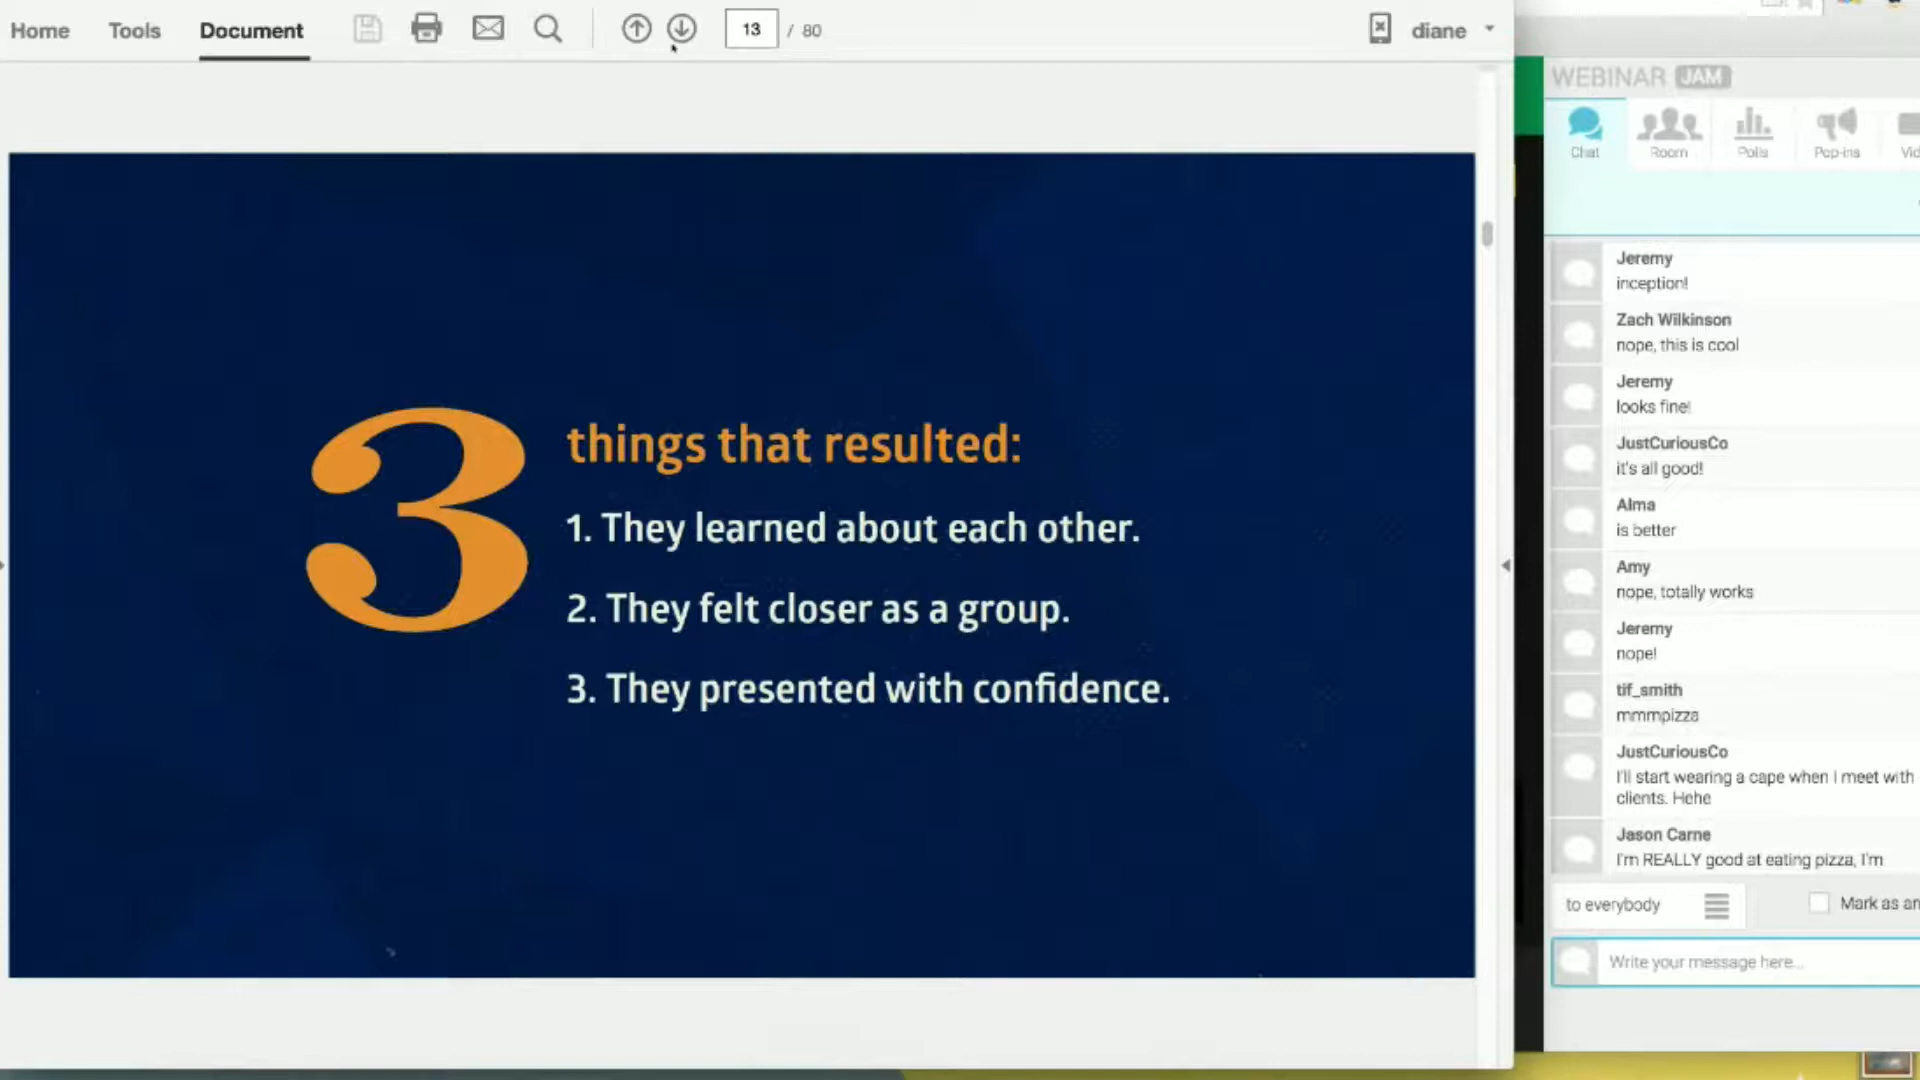 Home Tools Document 13 / 80 diane
3 things that resulted:
1. They learned about each other.
2. They felt closer as a group.
3. They presented with confidence.
WEBINAR JAM
Chat Room Polls Pop-ins Vid
Jeremy
inception!
Zach Wilkinson
nope, this is cool
Jeremy
looks fine!
JustCuriousCo
it's all good!
Alma
is better
Amy
nope, totally works
Jeremy
nope!
tif_smith
mmmpizza
JustCuriousCo
I'll start wearing a cape when I meet with
clients. Hehe
Jason Carne
I'm REALLY good at eating pizza, I'm
to everybody Mark as an
Write your message here...